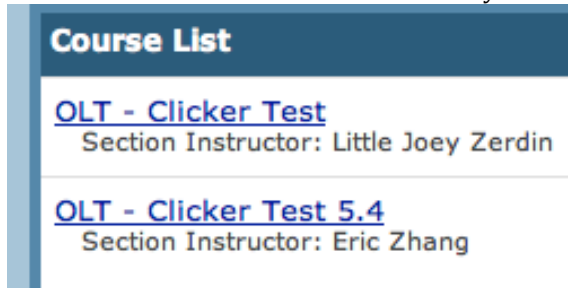 Course List
OLT - Clicker Test
Section Instructor: Little Joey Zerdin
OLT - Clicker Test 5.4
Section Instructor: Eric Zhang